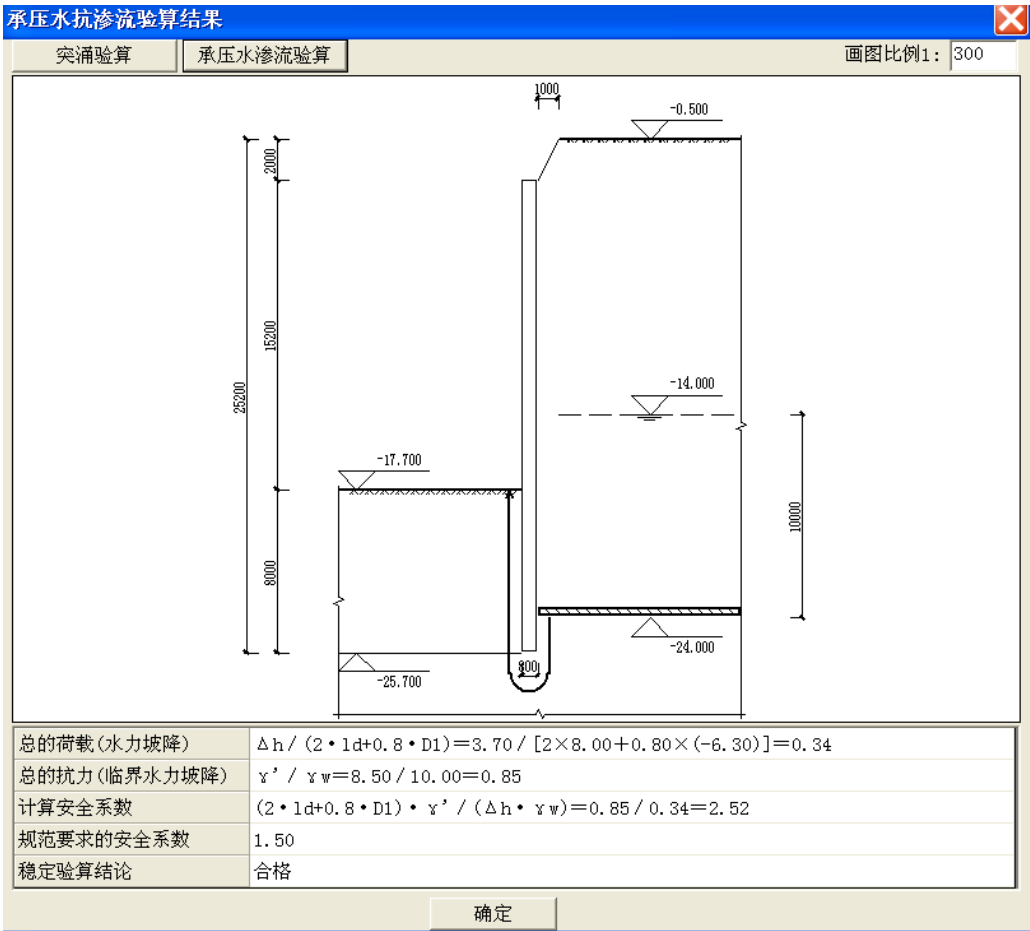 承压水抗渗流验算结果
突涌验算 承压水渗流验算 画图比例1: 300
1000
-0.500
2000
15200
25200
-14.000
-17.700
10000
8000
-24.000
800
-25.700
总的荷载(水力坡降) Δh/(2•ld+0.8•D1)=3.70/[2×8.00+0.80×(-6.30)]=0.34
总的抗力(临界水力坡降) γ'/γw=8.50/10.00=0.85
计算安全系数 (2•ld+0.8•D1)•γ'/(Δh•γw)=0.85/0.34=2.52
规范要求的安全系数 1.50
稳定验算结论 合格
确定